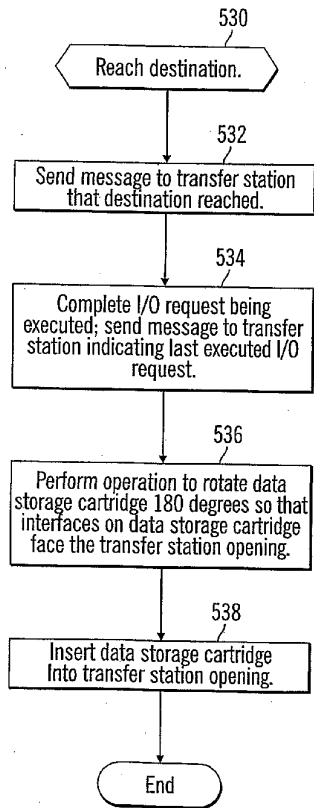 530
Reach destination.
532
Send message to transfer station
that destination reached.
534
Complete I/O request being
executed; send message to transfer
station indicating last executed I/O
request.
536
Perform operation to rotate data
storage cartridge 180 degrees so that
interfaces on data storage cartridge
face the transfer station opening.
538
Insert data storage cartridge
Into transfer station opening.
End